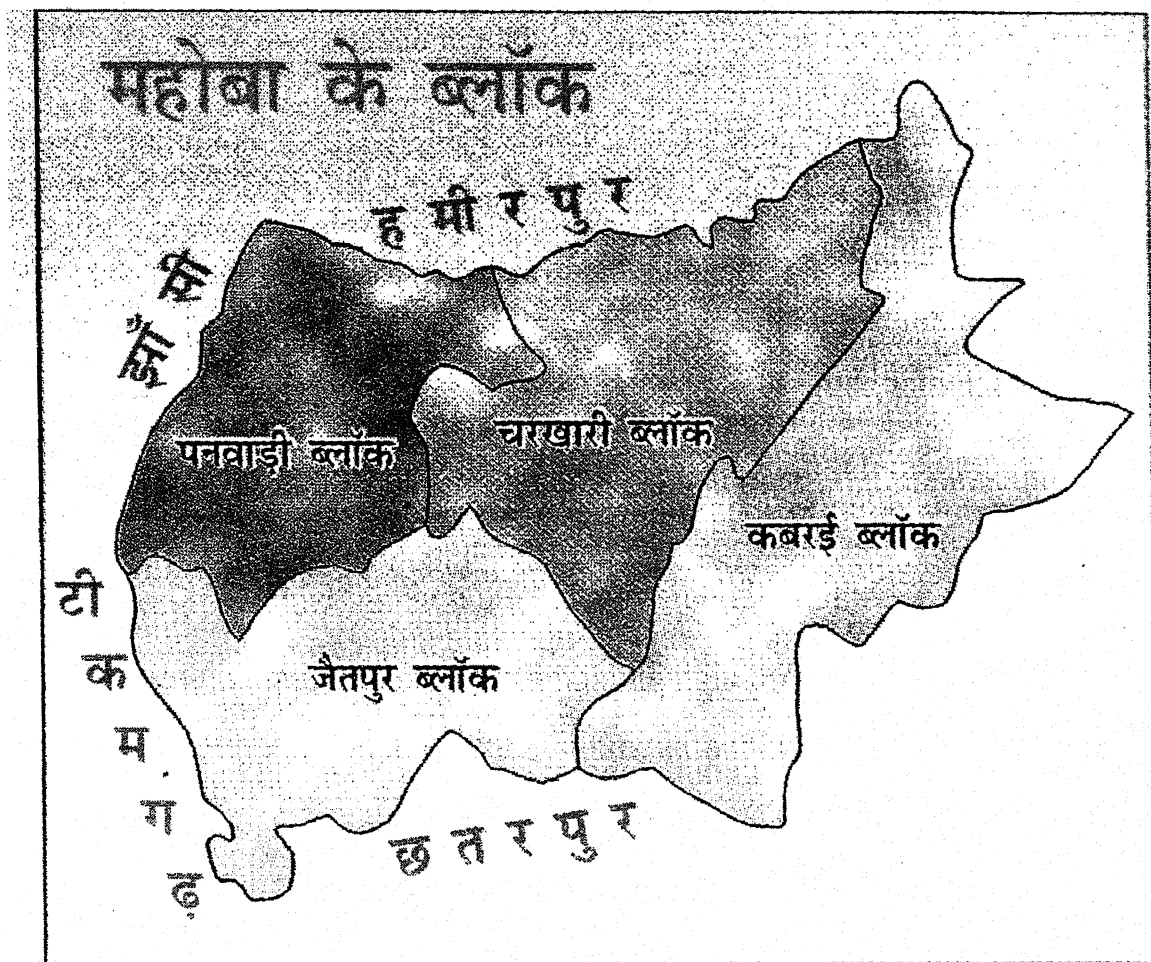 महोबा के ब्लॉक
हमीरपुर
झाँसी
पनवाड़ी ब्लॉक
चरखारी ब्लॉक
कबरई ब्लॉक
टीकमगढ़
जैतपुर ब्लॉक
छतरपुर